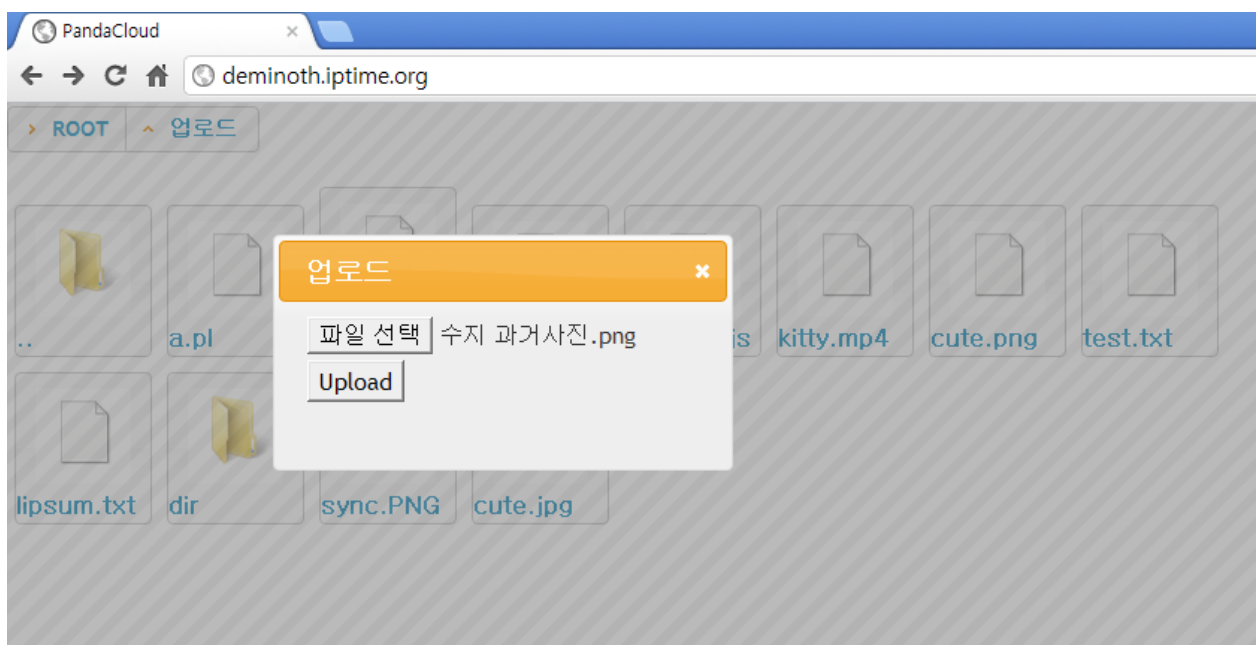 PandaCloud
deminoth.iptime.org
ROOT 업로드
업로드
파일 선택 수지 과거사진.png
Upload
.. a.pl js kitty.mp4 cute.png test.txt
lipsum.txt dir sync.PNG cute.jpg